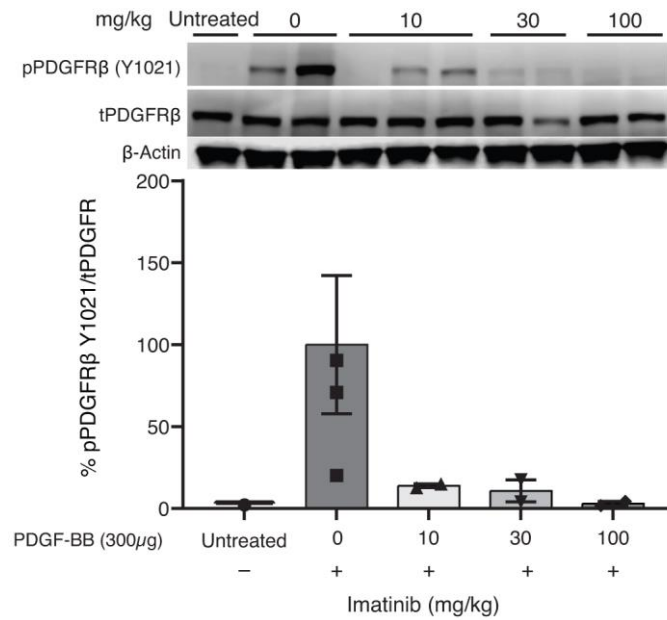 mg/kg Untreated 0 10 30 100
pPDGFRβ (Y1021)
tPDGFRβ
β-Actin
% pPDGFRβ Y1021/tPDGFR
200
150
100
50
0
PDGF-BB (300µg) Untreated 0 10 30 100
− + + + +
Imatinib (mg/kg)